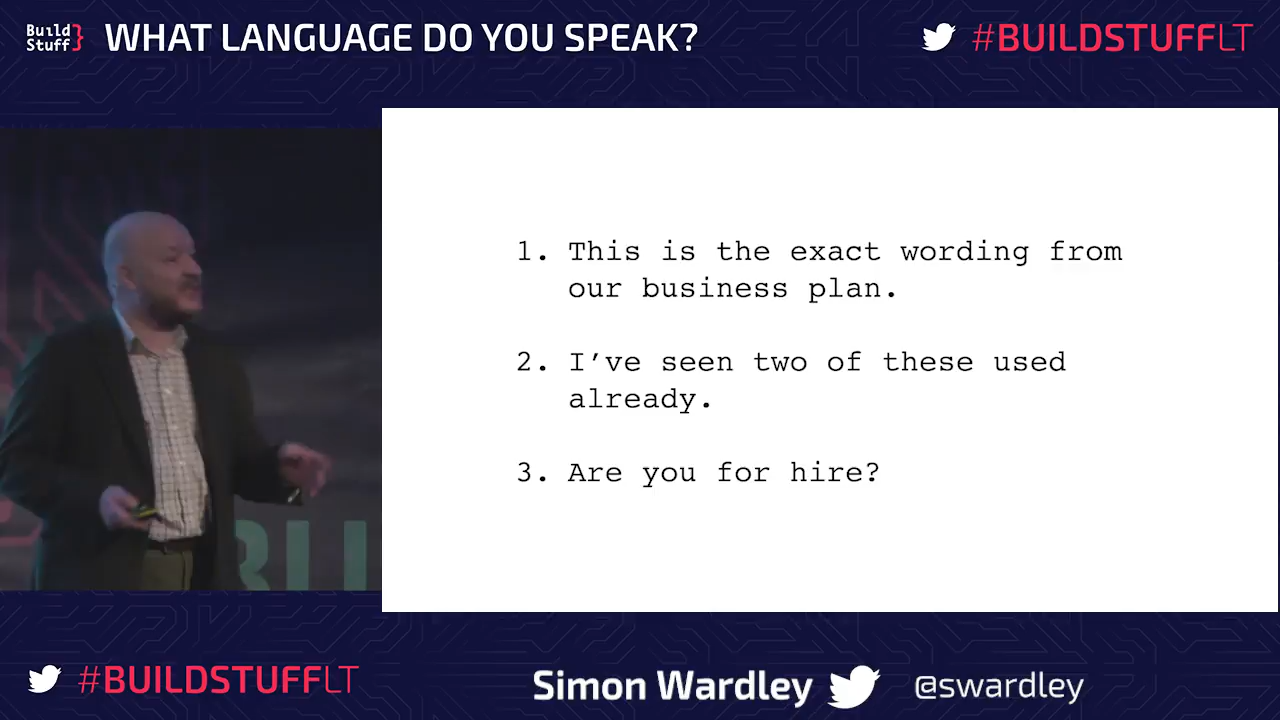 Build Stuff}
WHAT LANGUAGE DO YOU SPEAK?
#BUILDSTUFFLT
1. This is the exact wording from
our business plan.
2. I’ve seen two of these used
already.
3. Are you for hire?
#BUILDSTUFFLT
Simon Wardley
@swardley